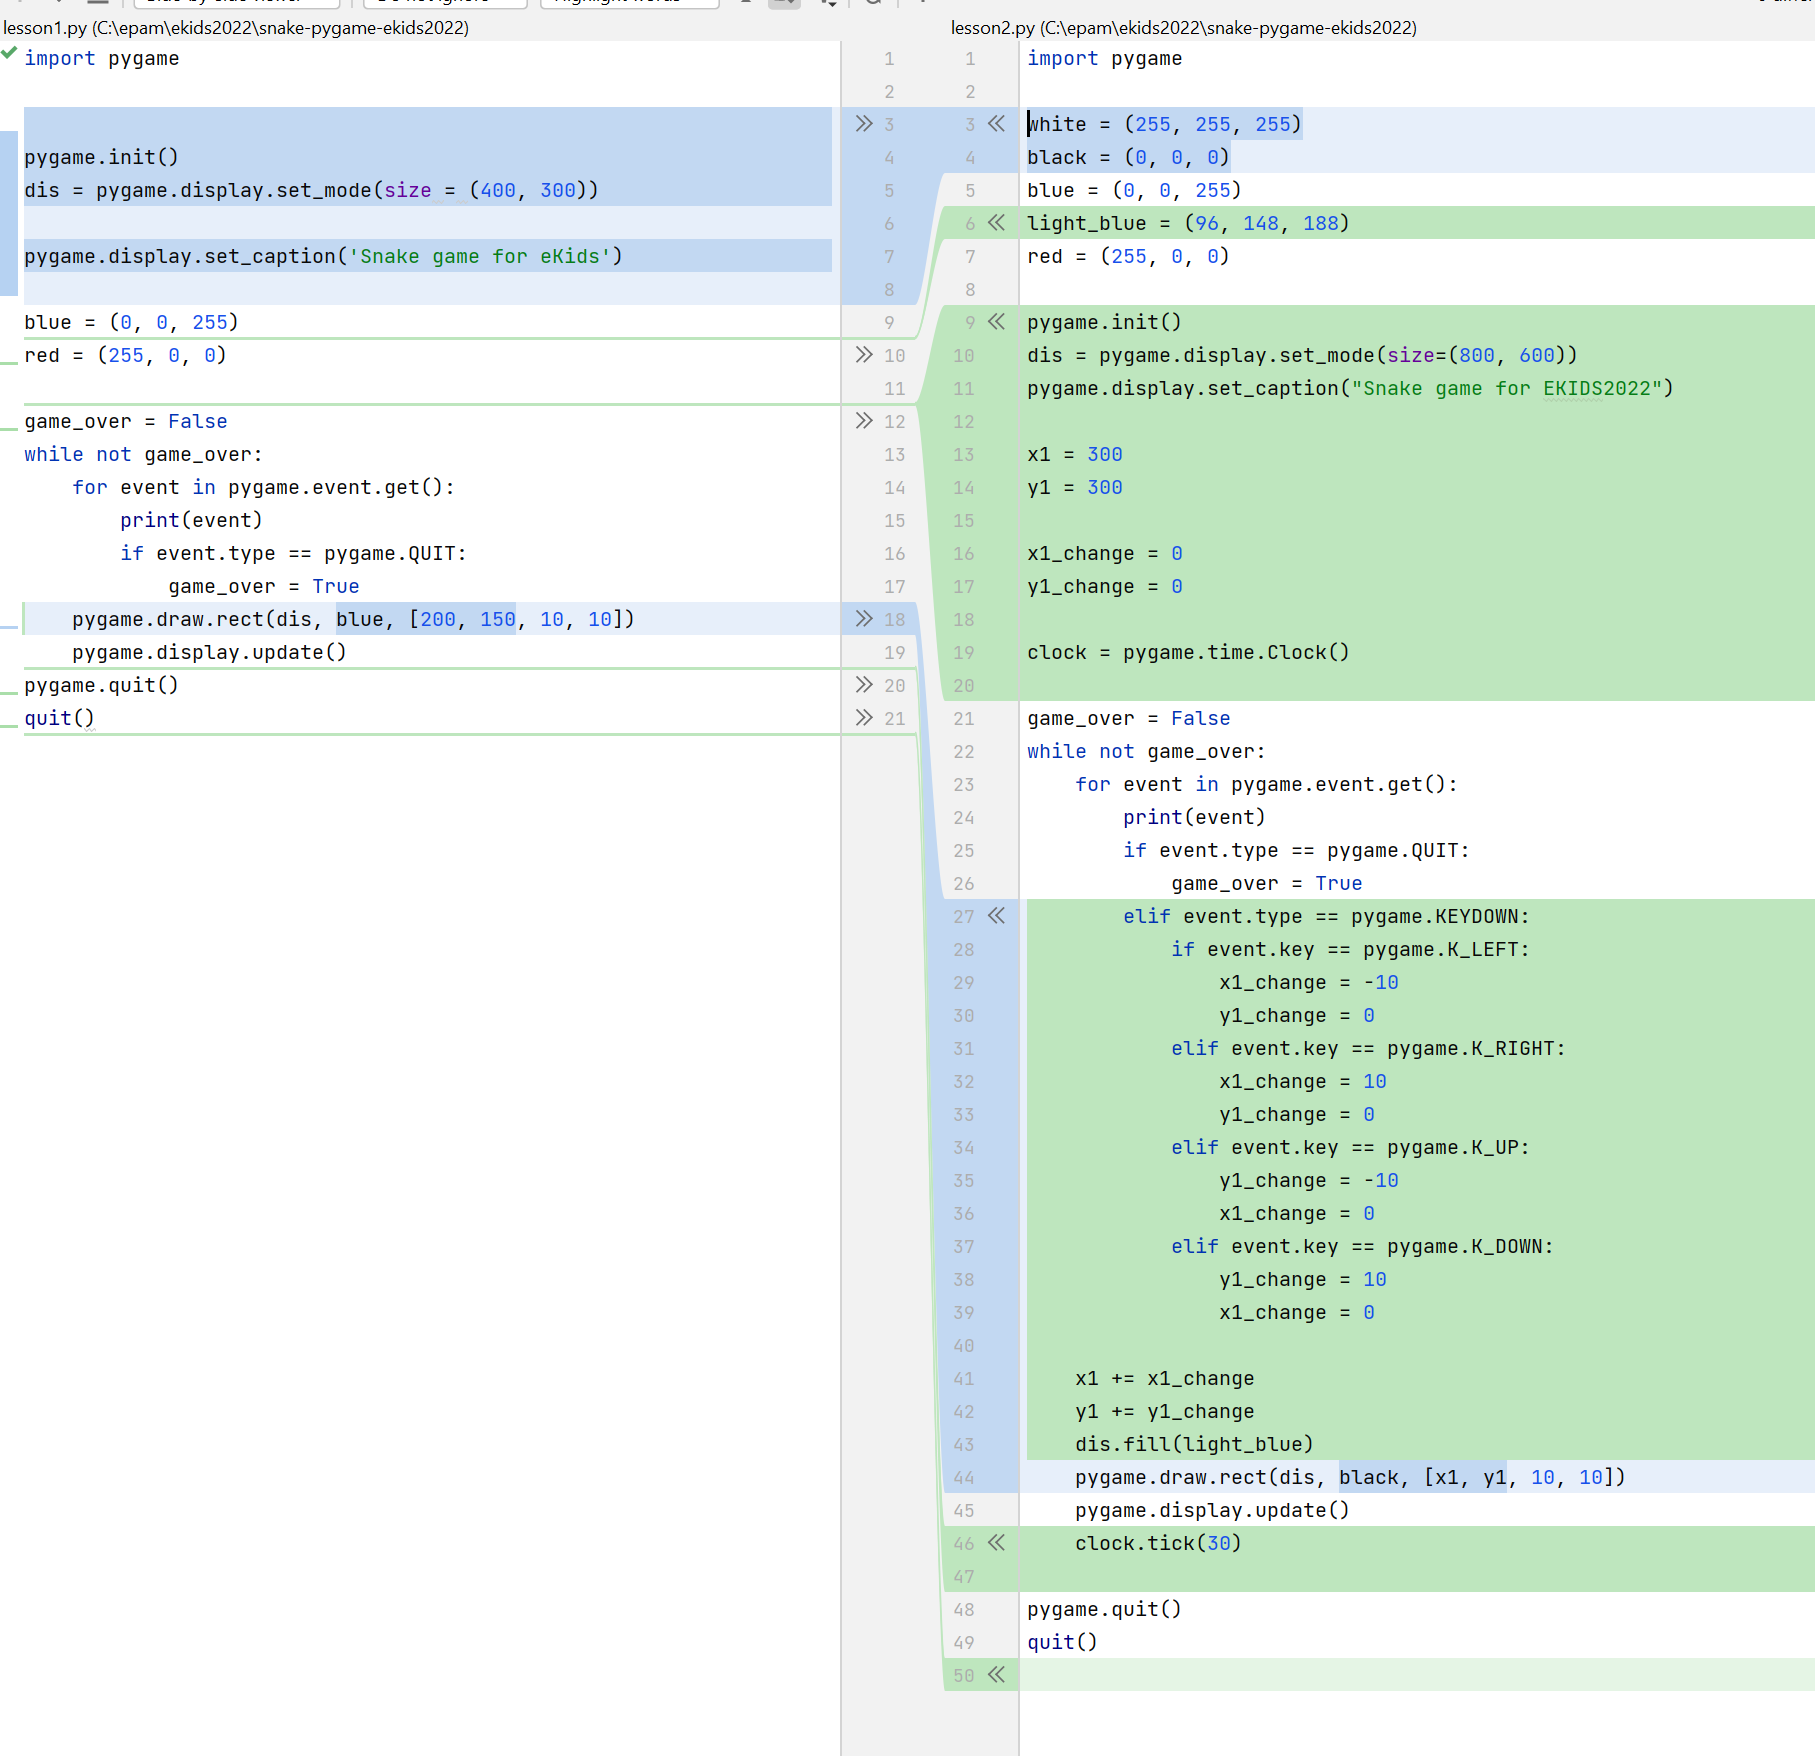 lesson1.py (C:\epam\ekids2022\snake-pygame-ekids2022)
import pygame

pygame.init()
dis = pygame.display.set_mode(size = (400, 300))

pygame.display.set_caption('Snake game for eKids')

blue = (0, 0, 255)
red = (255, 0, 0)

game_over = False
while not game_over:
    for event in pygame.event.get():
        print(event)
        if event.type == pygame.QUIT:
            game_over = True
    pygame.draw.rect(dis, blue, [200, 150, 10, 10])
    pygame.display.update()
pygame.quit()
quit()
1
2
3
4
5
6
7
8
9
10
11
12
13
14
15
16
17
18
19
20
21
lesson2.py (C:\epam\ekids2022\snake-pygame-ekids2022)
1 import pygame
2
3 white = (255, 255, 255)
4 black = (0, 0, 0)
5 blue = (0, 0, 255)
6 light_blue = (96, 148, 188)
7 red = (255, 0, 0)
8
9 pygame.init()
10 dis = pygame.display.set_mode(size=(800, 600))
11 pygame.display.set_caption("Snake game for EKIDS2022")
12
13 x1 = 300
14 y1 = 300
15
16 x1_change = 0
17 y1_change = 0
18
19 clock = pygame.time.Clock()
20
21 game_over = False
22 while not game_over:
23     for event in pygame.event.get():
24         print(event)
25         if event.type == pygame.QUIT:
26             game_over = True
27         elif event.type == pygame.KEYDOWN:
28             if event.key == pygame.K_LEFT:
29                 x1_change = -10
30                 y1_change = 0
31             elif event.key == pygame.K_RIGHT:
32                 x1_change = 10
33                 y1_change = 0
34             elif event.key == pygame.K_UP:
35                 y1_change = -10
36                 x1_change = 0
37             elif event.key == pygame.K_DOWN:
38                 y1_change = 10
39                 x1_change = 0
40
41     x1 += x1_change
42     y1 += y1_change
43     dis.fill(light_blue)
44     pygame.draw.rect(dis, black, [x1, y1, 10, 10])
45     pygame.display.update()
46     clock.tick(30)
47
48 pygame.quit()
49 quit()
50